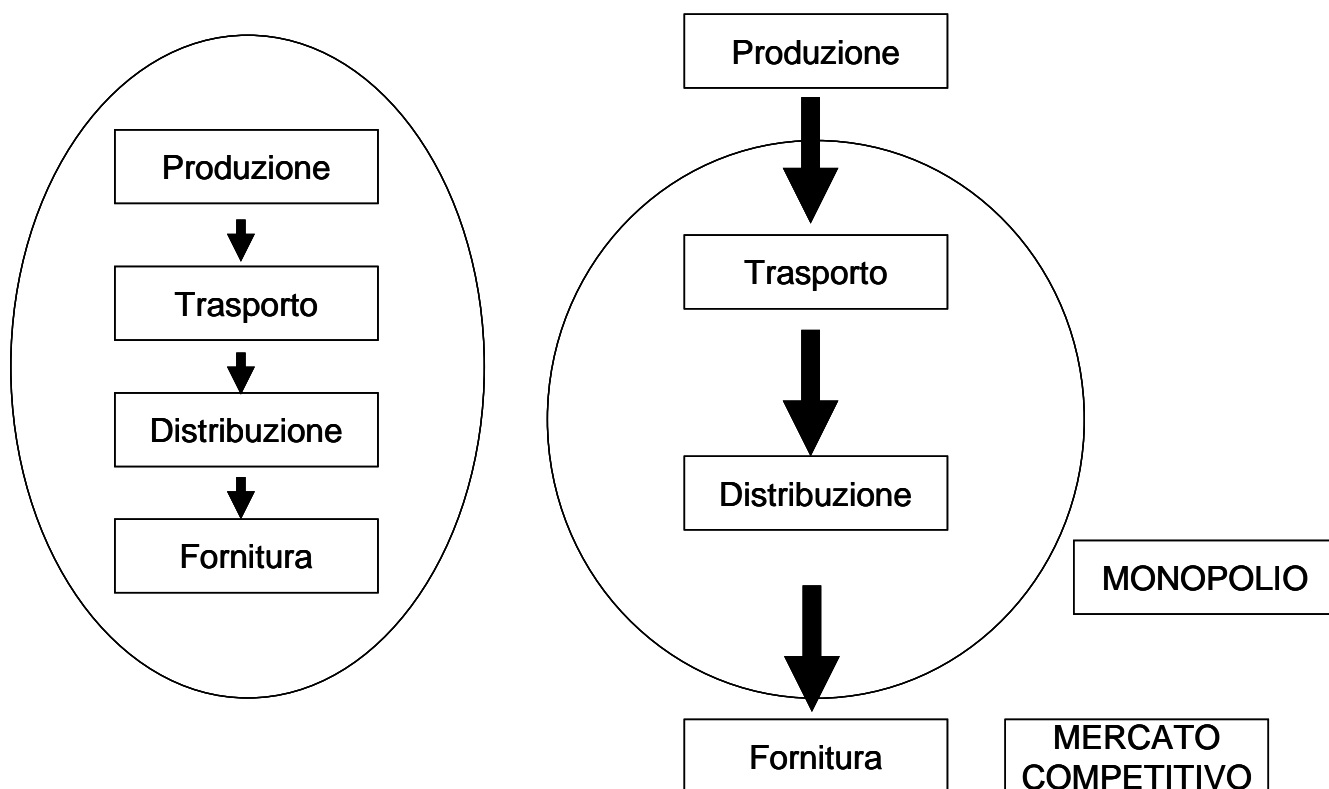 Produzione
Trasporto
Distribuzione
Fornitura
Produzione
Trasporto
Distribuzione
Fornitura
MONOPOLIO
MERCATO
COMPETITIVO